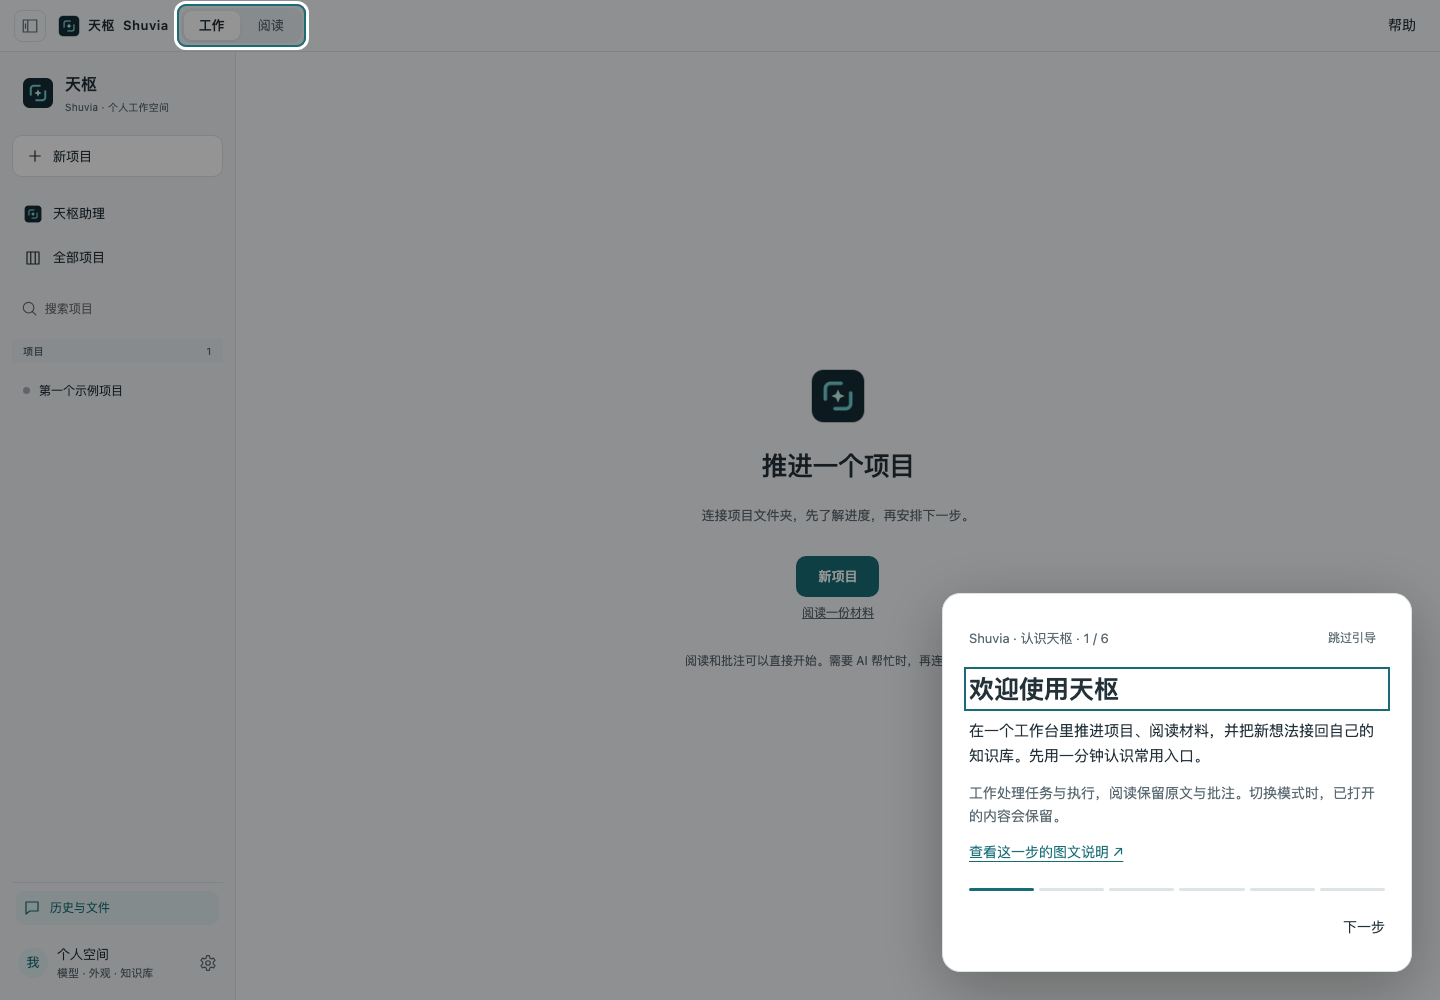 天枢 Shuvia
工作
阅读
帮助
天枢
Shuvia · 个人工作空间
新项目
天枢助理
全部项目
搜索项目
项目 1
第一个示例项目
推进一个项目
连接项目文件夹，先了解进度，再安排下一步。
新项目
阅读一份材料
阅读和批注可以直接开始。需要 AI 帮忙时，再连
Shuvia · 认识天枢 · 1 / 6
跳过引导
欢迎使用天枢
在一个工作台里推进项目、阅读材料，并把新想法接回自己的
知识库。先用一分钟认识常用入口。
工作处理任务与执行，阅读保留原文与批注。切换模式时，已打开
的内容会保留。
查看这一步的图文说明 ↗
下一步
历史与文件
我
个人空间
模型 · 外观 · 知识库